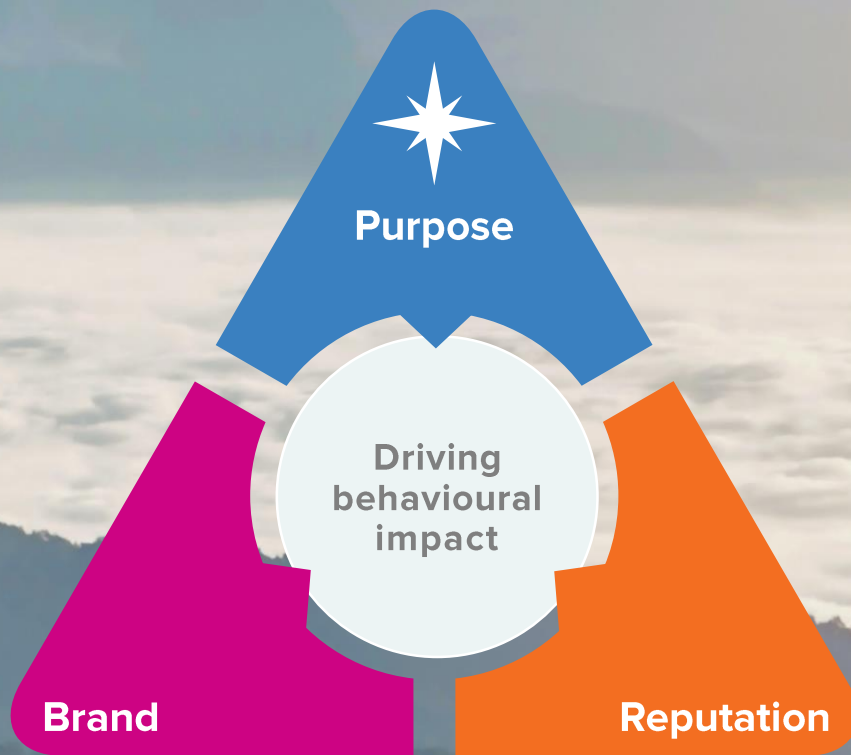 Purpose
Driving
behavioural
impact
Brand
Reputation